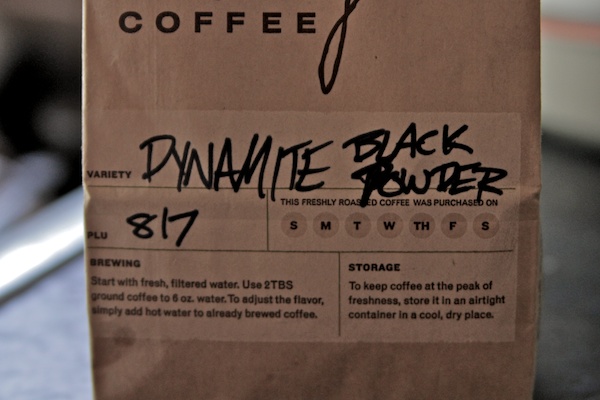 COFFEE
VARIETY DYNAMITE BLACK POWDER
THIS FRESHLY ROASTED COFFEE WAS PURCHASED ON
PLU 817
S M T W TH F S
BREWING
Start with fresh, filtered water. Use 2TBS
ground coffee to 6 oz. water. To adjust the flavor,
simply add hot water to already brewed coffee.
STORAGE
To keep coffee at the peak of
freshness, store it in an airtight
container in a cool, dry place.